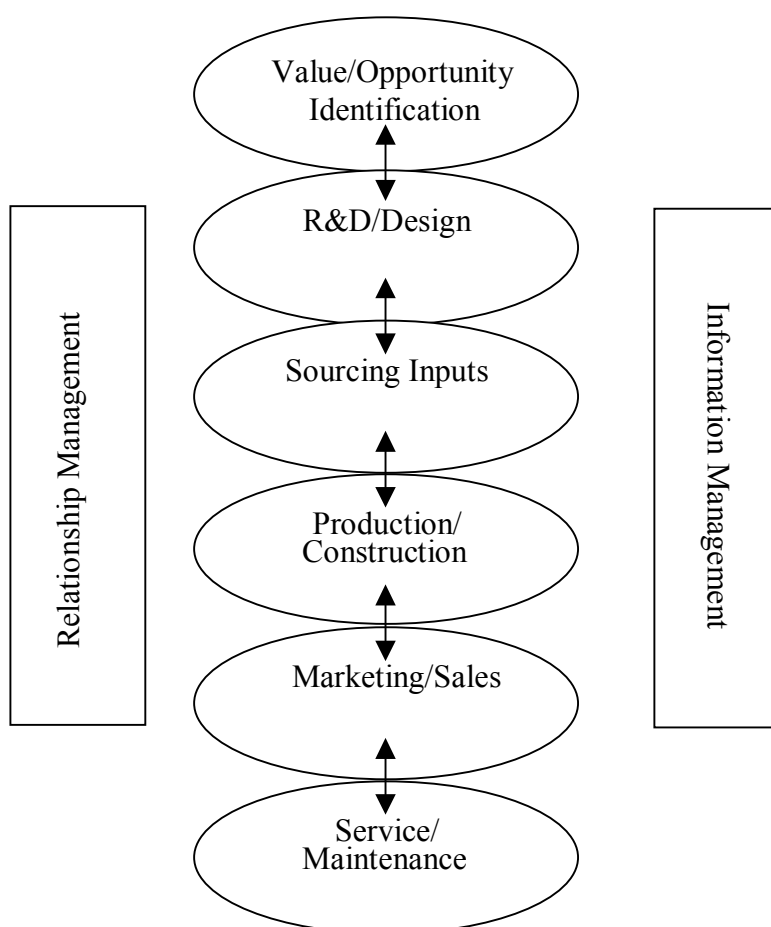 Value/Opportunity
Identification
R&D/Design
Sourcing Inputs
Production/
Construction
Marketing/Sales
Service/
Maintenance
Relationship Management
Information Management